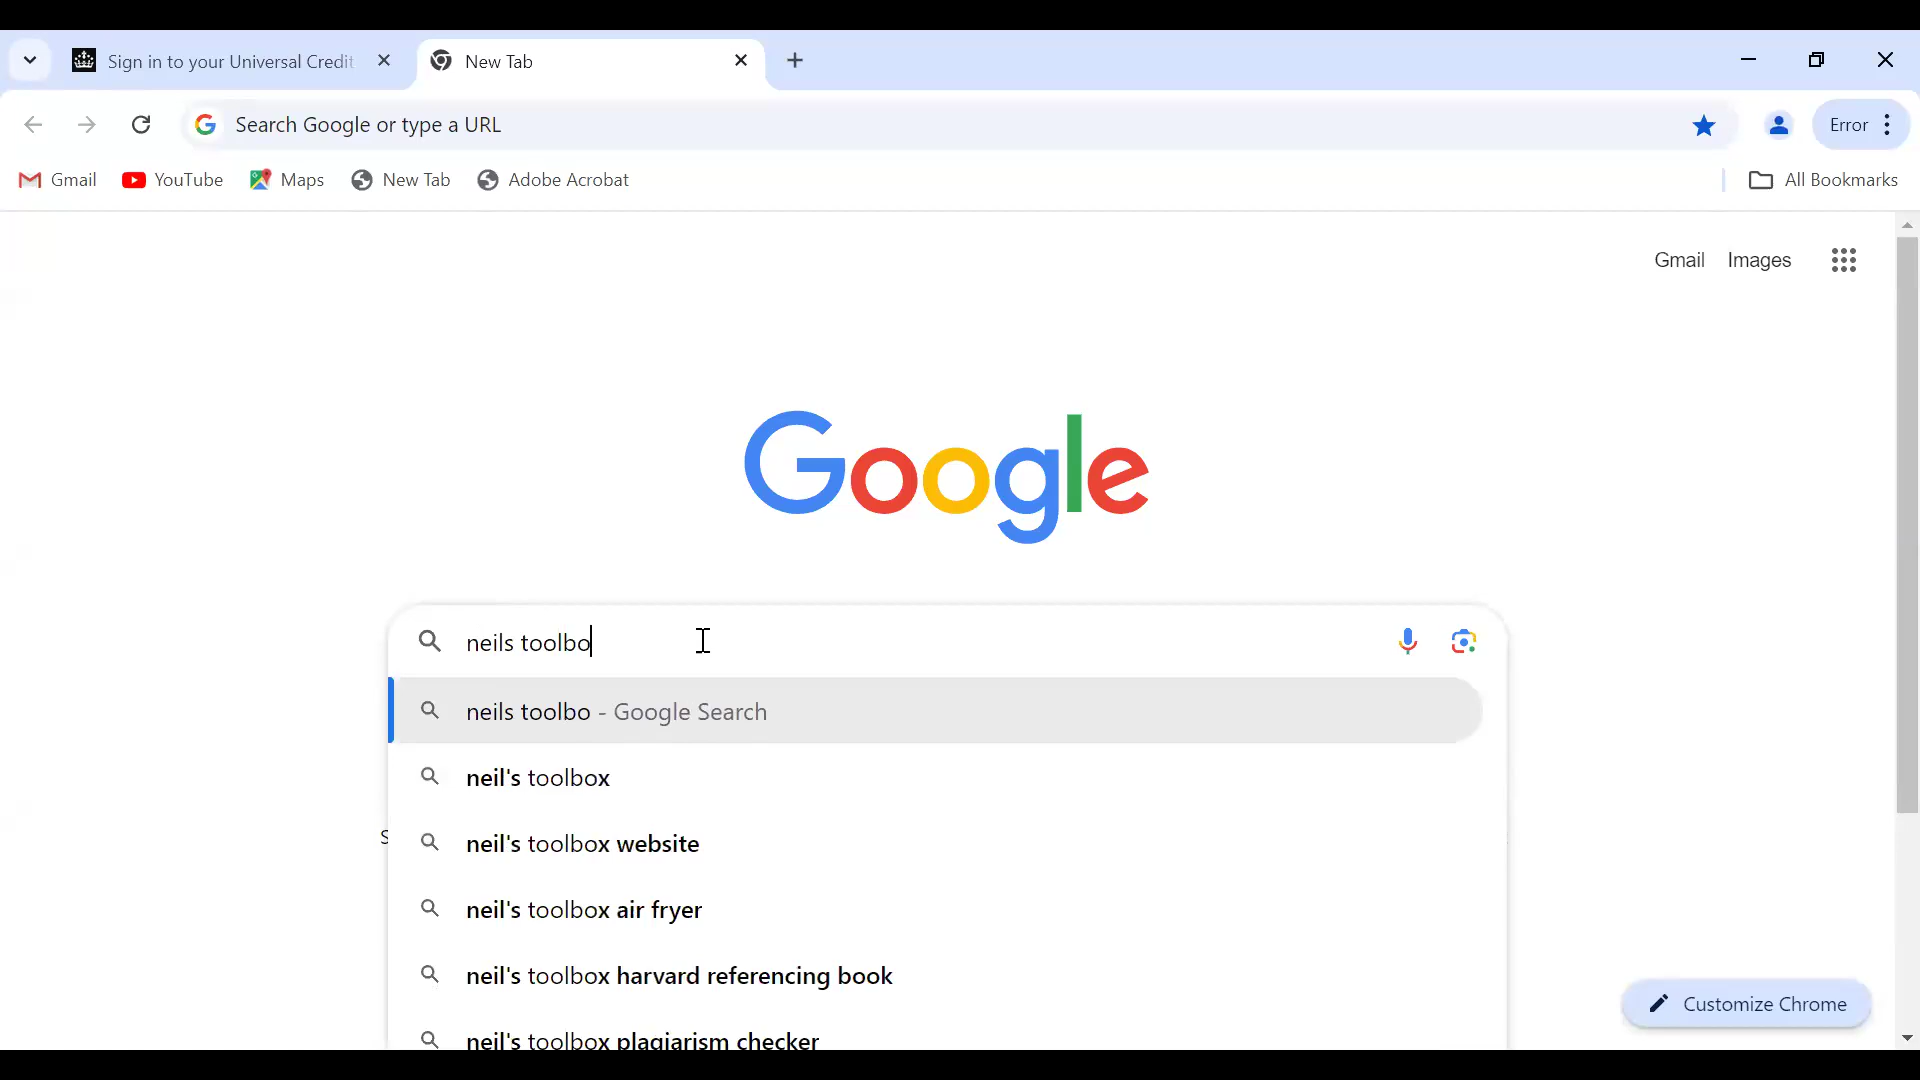 Sign in to your Universal Credit
New Tab
Search Google or type a URL
Error
Gmail
YouTube
Maps
New Tab
Adobe Acrobat
All Bookmarks
Gmail
Images
Google
neils toolbo
neils toolbo - Google Search
neil's toolbox
neil's toolbox website
neil's toolbox air fryer
neil's toolbox harvard referencing book
neil's toolbox plagiarism checker
Customize Chrome